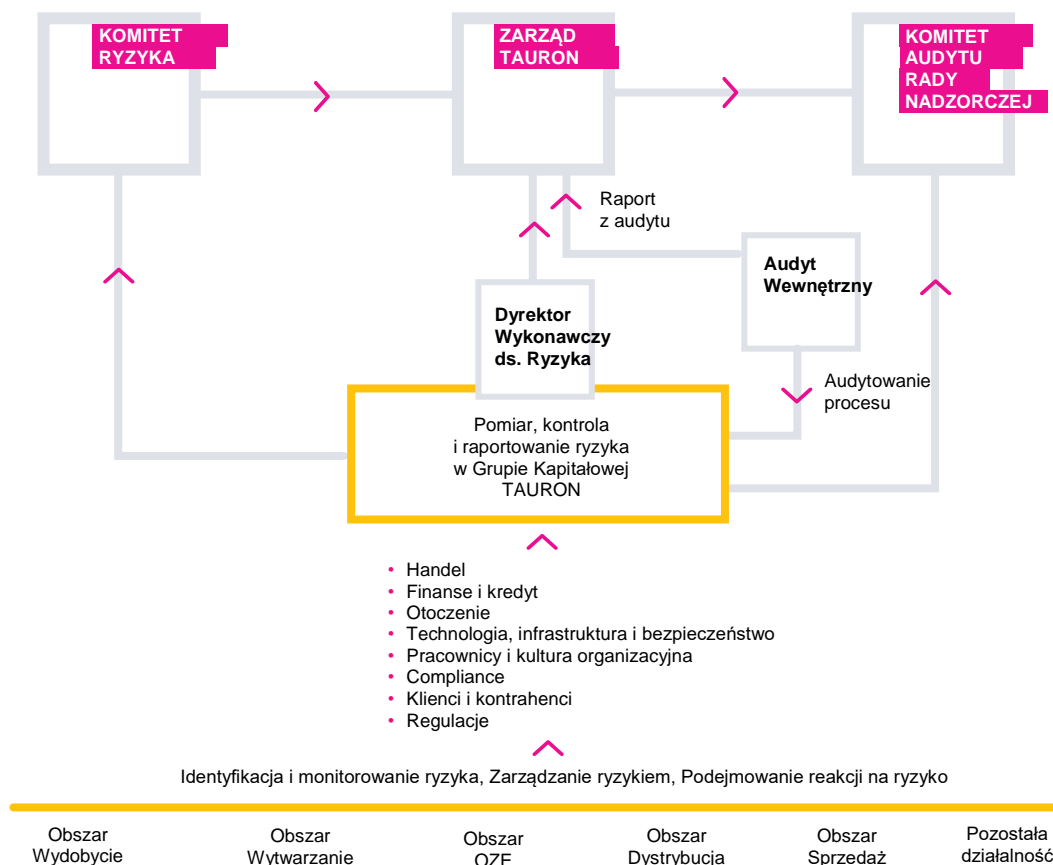 KOMITET
RYZYKA
ZARZĄD
TAURON
KOMITET
AUDYTU
RADY
NADZORCZEJ
Raport
z audytu
Audyt
Wewnętrzny
Dyrektor
Wykonawczy
ds. Ryzyka
Audytowanie
procesu
Pomiar, kontrola
i raportowanie ryzyka
w Grupie Kapitałowej
TAURON
• Handel
• Finanse i kredyt
• Otoczenie
• Technologia, infrastruktura i bezpieczeństwo
• Pracownicy i kultura organizacyjna
• Compliance
• Klienci i kontrahenci
• Regulacje
Identyfikacja i monitorowanie ryzyka, Zarządzanie ryzykiem, Podejmowanie reakcji na ryzyko
Obszar
Wydobycie
Obszar
Wytwarzanie
Obszar
OZE
Obszar
Dystrybucja
Obszar
Sprzedaż
Pozostała
działalność